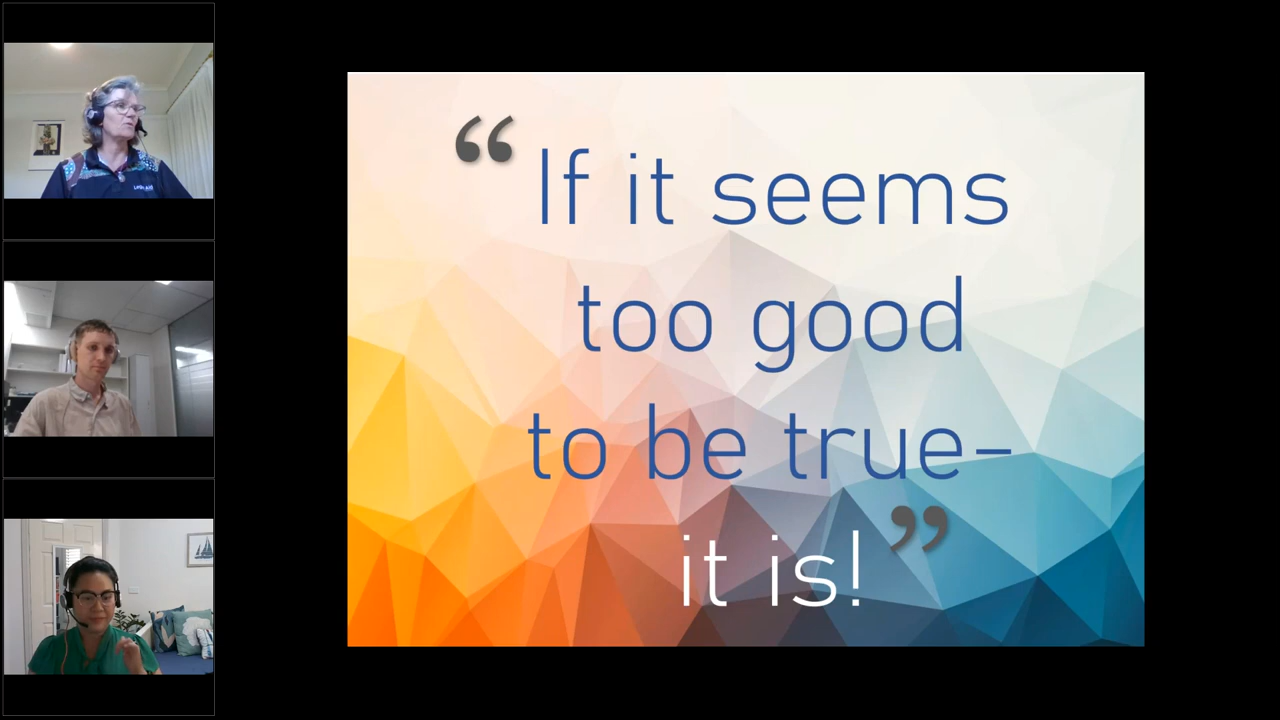 “If it seems
too good
to be true–
it is!”